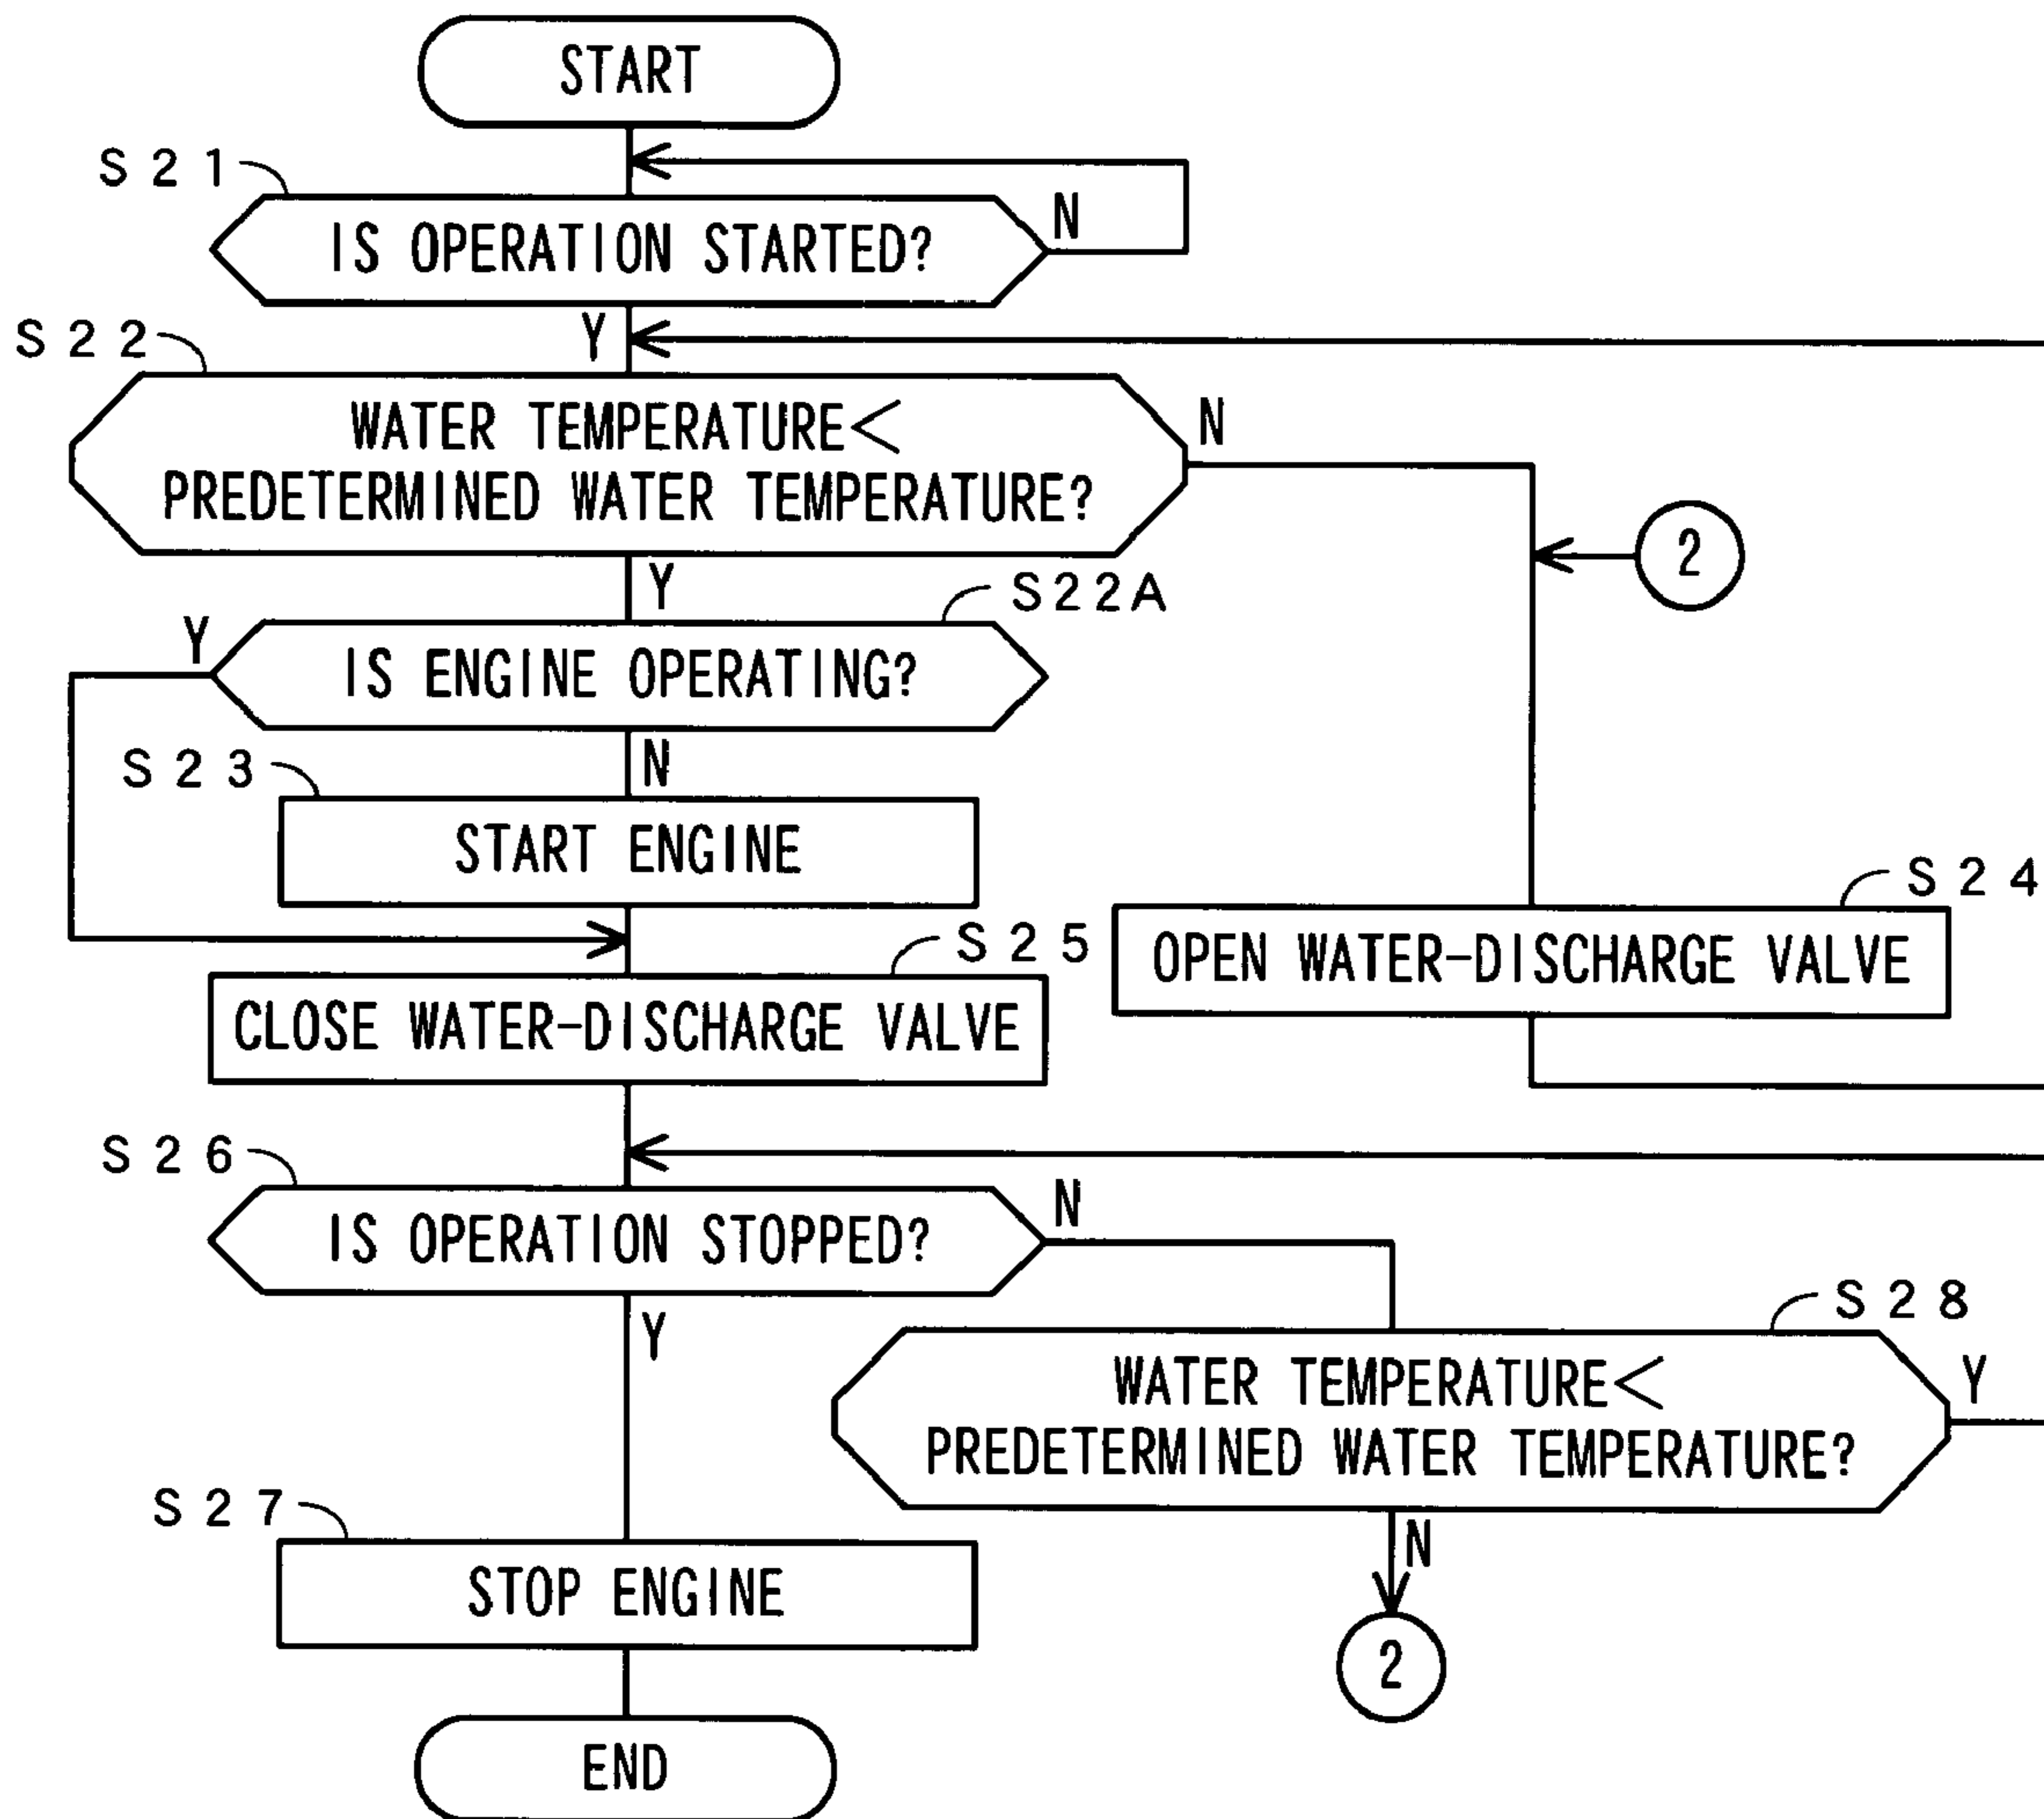 START
S21
IS OPERATION STARTED?
N
Y
S22
WATER TEMPERATURE<
PREDETERMINED WATER TEMPERATURE?
N
2
Y
S22A
Y
IS ENGINE OPERATING?
N
S23
START ENGINE
S24
OPEN WATER-DISCHARGE VALVE
S25
CLOSE WATER-DISCHARGE VALVE
S26
IS OPERATION STOPPED?
N
Y
S28
WATER TEMPERATURE<
PREDETERMINED WATER TEMPERATURE?
Y
N
2
S27
STOP ENGINE
END